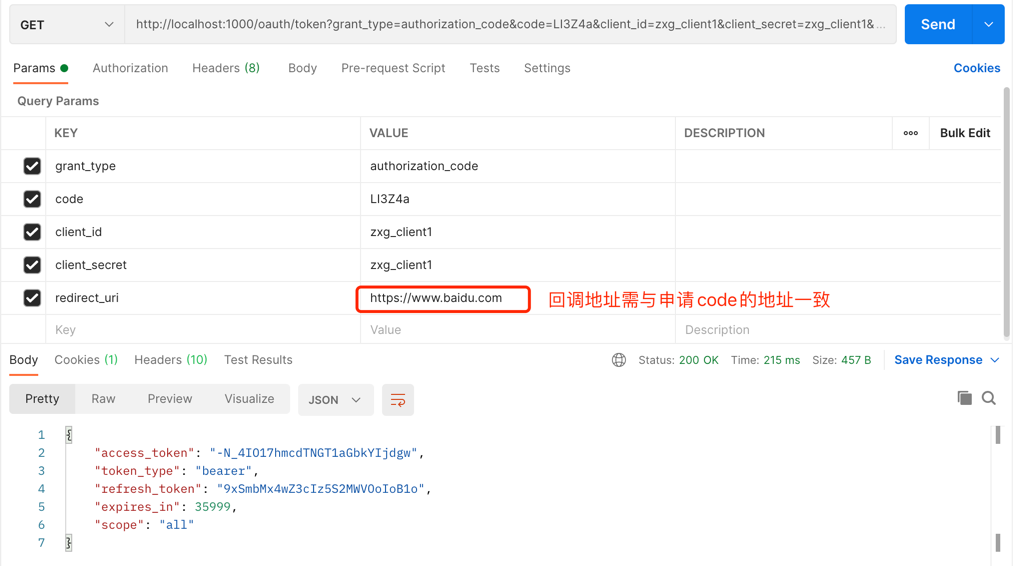 GET http://localhost:1000/oauth/token?grant_type=authorization_code&code=LI3Z4a&client_id=zxg_client1&client_secret=zxg_client1&... Send
Params Authorization Headers (8) Body Pre-request Script Tests Settings Cookies
Query Params
KEY VALUE DESCRIPTION ooo Bulk Edit
grant_type authorization_code
code LI3Z4a
client_id zxg_client1
client_secret zxg_client1
redirect_uri https://www.baidu.com 回调地址需与申请code的地址一致
Key Value Description
Body Cookies (1) Headers (10) Test Results Status: 200 OK Time: 215 ms Size: 457 B Save Response
Pretty Raw Preview Visualize JSON
1 {
2 "access_token": "-N_4IO17hmcdTNGT1aGbkYIjdgw",
3 "token_type": "bearer",
4 "refresh_token": "9xSmbMx4wZ3cIz5S2MWVOoIoB1o",
5 "expires_in": 35999,
6 "scope": "all"
7 }